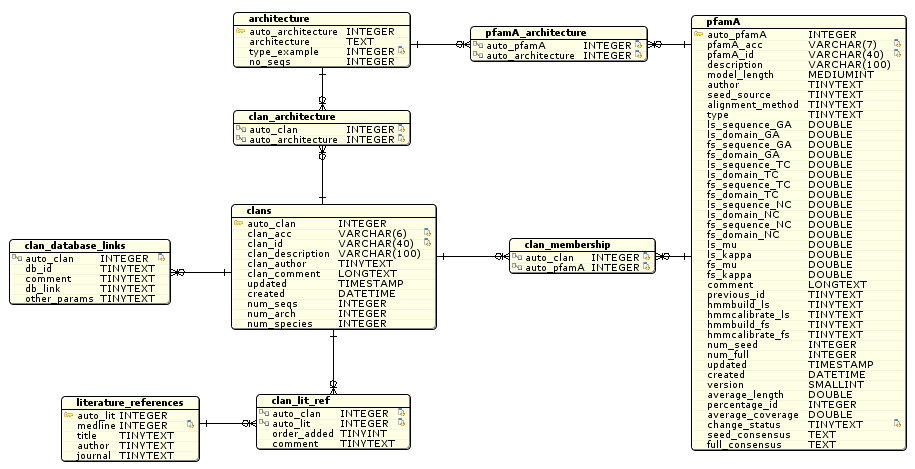 architecture
auto_architecture INTEGER
architecture TEXT
type_example INTEGER
no_seqs INTEGER
pfamA_architecture
auto_pfamA INTEGER
auto_architecture INTEGER
pfamA
auto_pfamA INTEGER
pfamA_acc VARCHAR(7)
pfamA_id VARCHAR(40)
description VARCHAR(100)
model_length MEDIUMINT
author TINYTEXT
seed_source TINYTEXT
alignment_method TINYTEXT
type TINYTEXT
ls_sequence_GA DOUBLE
ls_domain_GA DOUBLE
fs_sequence_GA DOUBLE
fs_domain_GA DOUBLE
ls_sequence_TC DOUBLE
ls_domain_TC DOUBLE
fs_sequence_TC DOUBLE
fs_domain_TC DOUBLE
ls_sequence_NC DOUBLE
ls_domain_NC DOUBLE
fs_sequence_NC DOUBLE
fs_domain_NC DOUBLE
ls_mu DOUBLE
ls_kappa DOUBLE
fs_mu DOUBLE
fs_kappa DOUBLE
comment LONGTEXT
previous_id TINYTEXT
hmmbuild_ls TINYTEXT
hmmcalibrate_ls TINYTEXT
hmmbuild_fs TINYTEXT
hmmcalibrate_fs TINYTEXT
num_seed INTEGER
num_full INTEGER
updated TIMESTAMP
created DATETIME
version SMALLINT
average_length DOUBLE
percentage_id INTEGER
average_coverage DOUBLE
change_status TINYTEXT
seed_consensus TEXT
full_consensus TEXT
clan_architecture
auto_clan INTEGER
auto_architecture INTEGER
clans
auto_clan INTEGER
clan_acc VARCHAR(6)
clan_id VARCHAR(40)
clan_description VARCHAR(100)
clan_author TINYTEXT
clan_comment LONGTEXT
updated TIMESTAMP
created DATETIME
num_seqs INTEGER
num_arch INTEGER
num_species INTEGER
clan_database_links
auto_clan INTEGER
db_id TINYTEXT
comment TINYTEXT
db_link TINYTEXT
other_params TINYTEXT
clan_membership
auto_clan INTEGER
auto_pfamA INTEGER
literature_references
auto_lit INTEGER
medline INTEGER
title TINYTEXT
author TINYTEXT
journal TINYTEXT
clan_lit_ref
auto_clan INTEGER
auto_lit INTEGER
order_added TINYINT
comment TINYTEXT